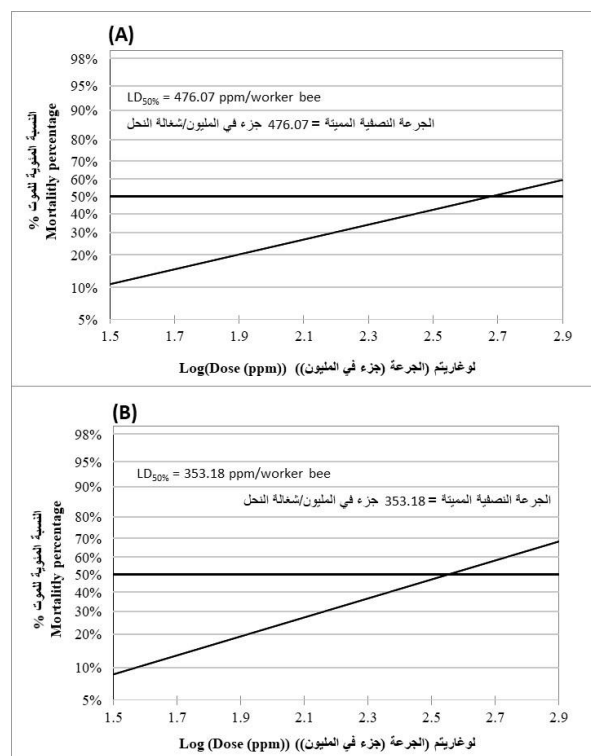 (A)
98%
95%
90%
80%
70%
60%
50%
40%
30%
20%
10%
5%
النسبة المئوية للموت %
Mortalitly percentage
LD50% = 476.07 ppm/worker bee
الجرعة النصفية المميتة = 476.07 جزء في المليون/شغالة النحل
1.5 1.7 1.9 2.1 2.3 2.5 2.7 2.9
Log(Dose (ppm)) لوغاريتم (الجرعة (جزء في المليون))
(B)
98%
95%
90%
80%
70%
60%
50%
40%
30%
20%
10%
5%
النسبة المئوية للموت %
Mortalitly percentage
LD50% = 353.18 ppm/worker bee
الجرعة النصفية المميتة = 353.18 جزء في المليون/شغالة النحل
1.5 1.7 1.9 2.1 2.3 2.5 2.7 2.9
Log (Dose (ppm)) لوغاريتم (الجرعة (جزء في المليون))